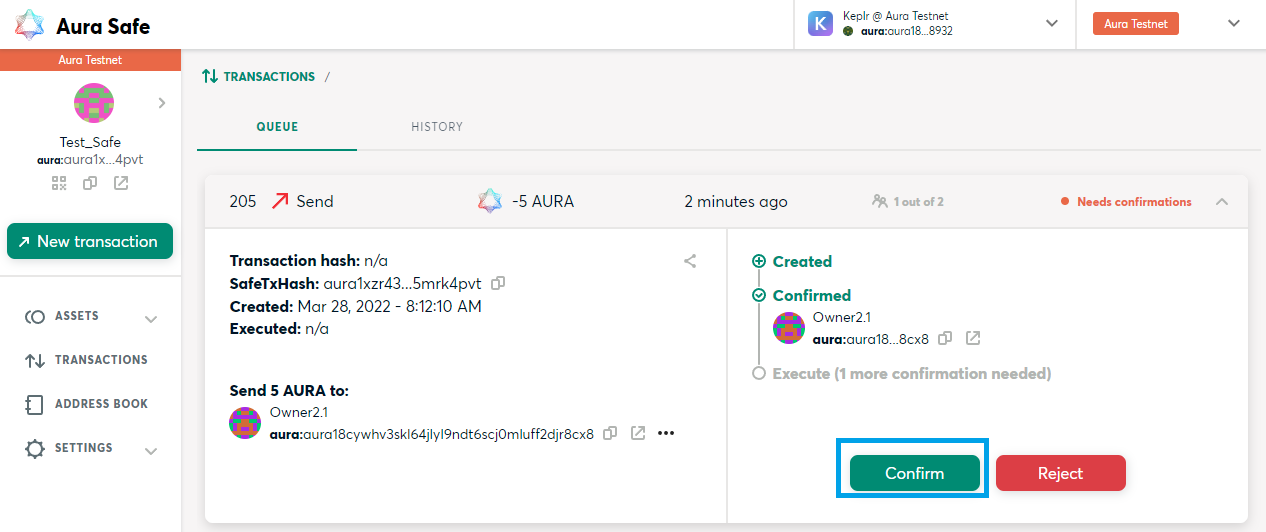 Aura Safe
K
Keplr @ Aura Testnet
aura:aura18...8932
Aura Testnet
Aura Testnet
Test_Safe
aura:aura1x...4pvt
New transaction
ASSETS
TRANSACTIONS
ADDRESS BOOK
SETTINGS
TRANSACTIONS /
QUEUE HISTORY
205 Send -5 AURA 2 minutes ago 1 out of 2 Needs confirmations
Transaction hash: n/a
SafeTxHash: aura1xzr43...5mrk4pvt
Created: Mar 28, 2022 - 8:12:10 AM
Executed: n/a
Send 5 AURA to:
Owner2.1
aura:aura18cywhv3skl64jlyl9ndt6scj0mluff2djr8cx8
Created
Confirmed
Owner2.1
aura:aura18...8cx8
Execute (1 more confirmation needed)
Confirm Reject